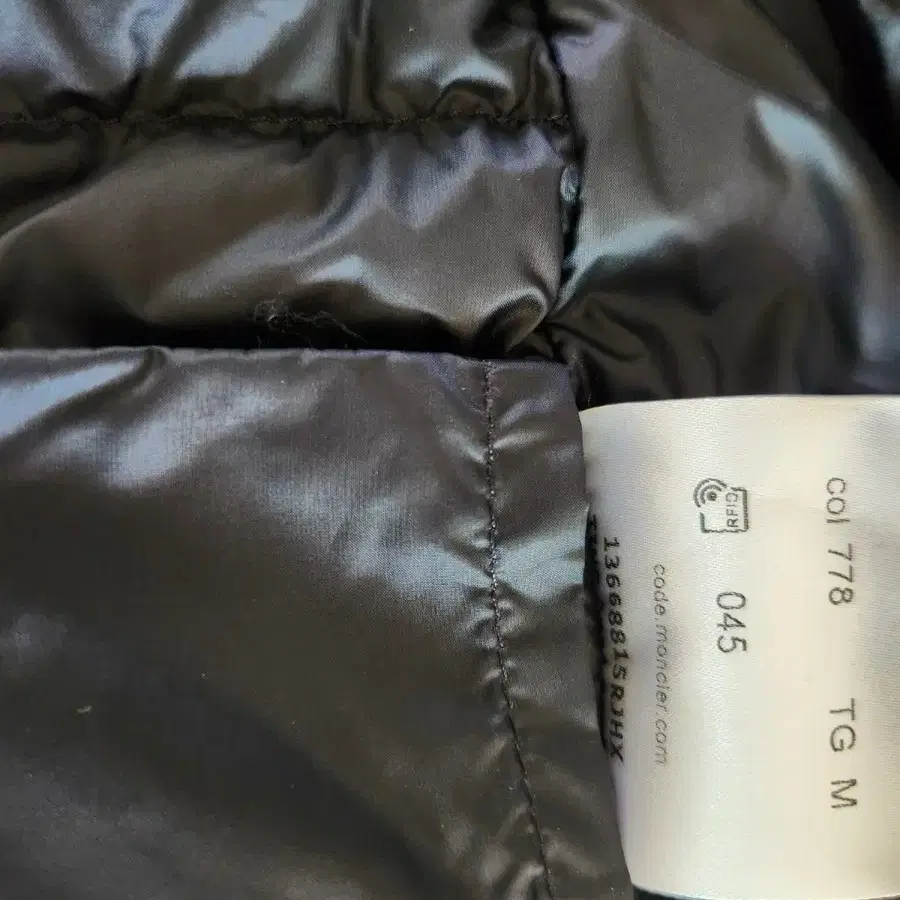 col 778 TG M
RFID 045
code.moncler.com
13668815RJHX